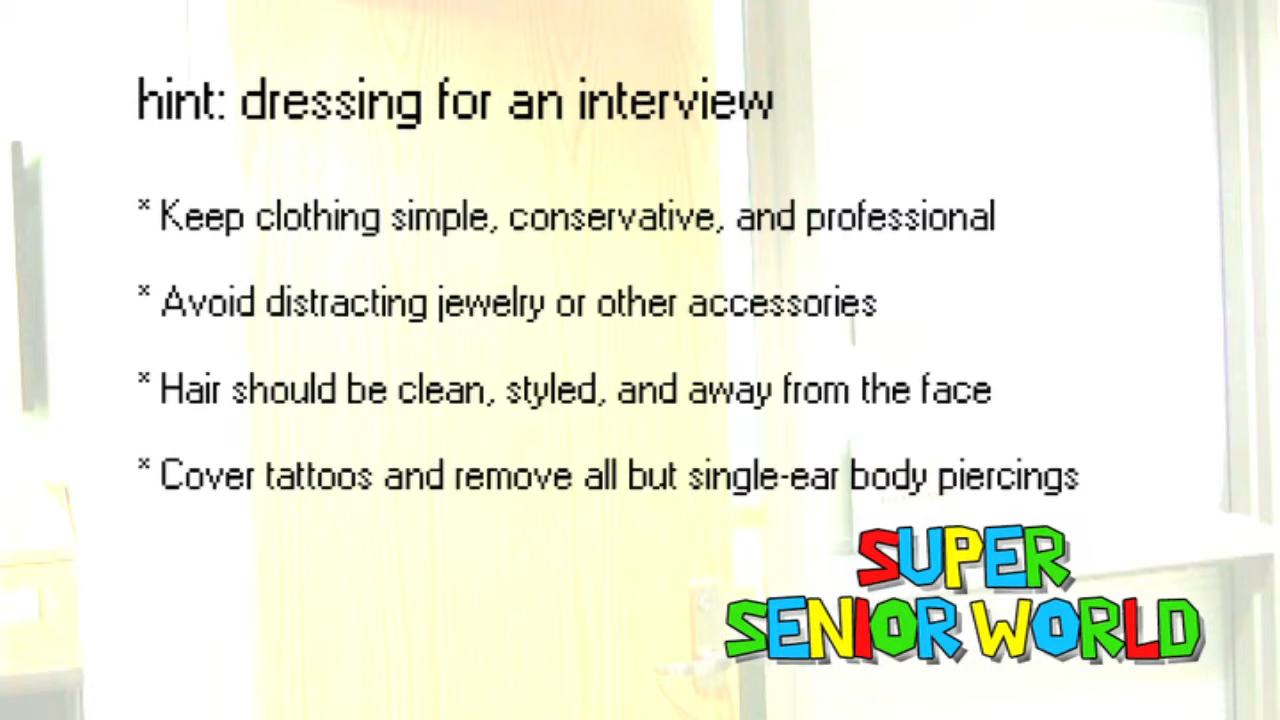 hint: dressing for an interview
* Keep clothing simple, conservative, and professional
* Avoid distracting jewelry or other accessories
* Hair should be clean, styled, and away from the face
* Cover tattoos and remove all but single-ear body piercings
SUPER
SENIOR WORLD